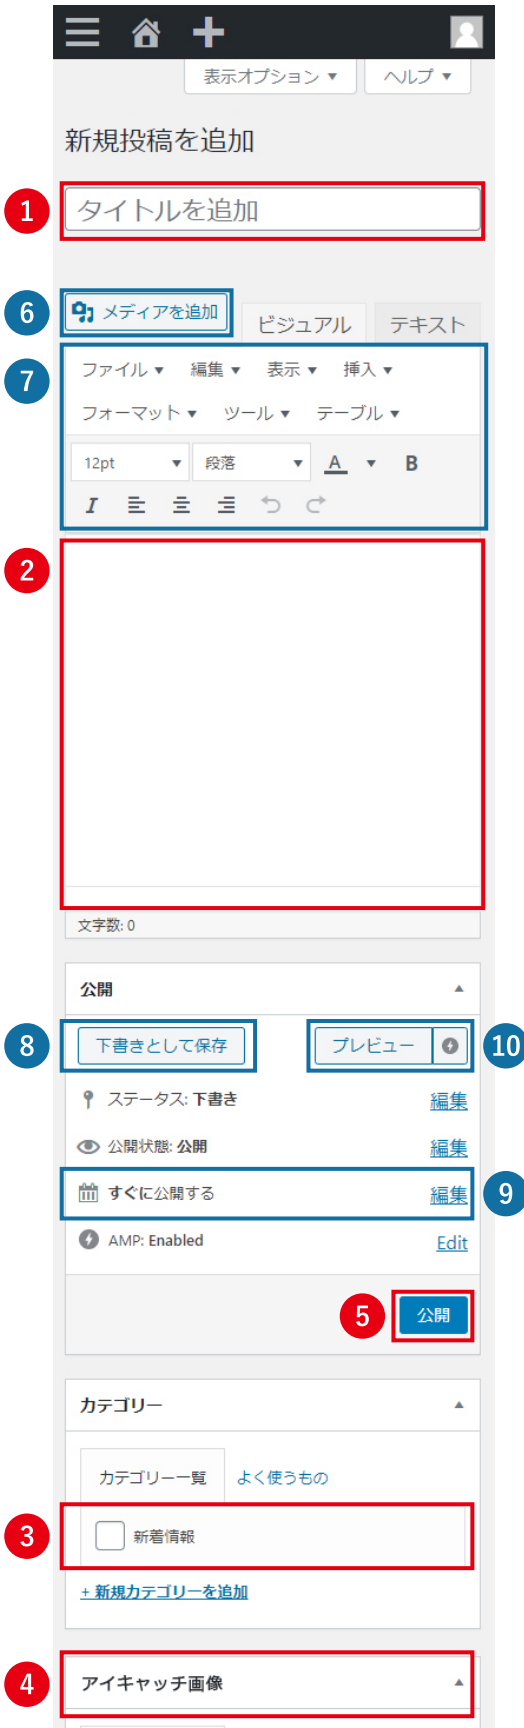 表示オプション ▼ ヘルプ ▼
新規投稿を追加
1 タイトルを追加
6 メディアを追加 ビジュアル テキスト
7 ファイル ▼ 編集 ▼ 表示 ▼ 挿入 ▼
フォーマット ▼ ツール ▼ テーブル ▼
12pt ▼ 段落 ▼ A ▼ B
I
2
文字数: 0
公開 ▲
8 下書きとして保存 プレビュー 10
ステータス: 下書き 編集
公開状態: 公開 編集
すぐに公開する 編集 9
AMP: Enabled Edit
5 公開
カテゴリー ▲
カテゴリー一覧 よく使うもの
3 新着情報
+ 新規カテゴリーを追加
4 アイキャッチ画像 ▲